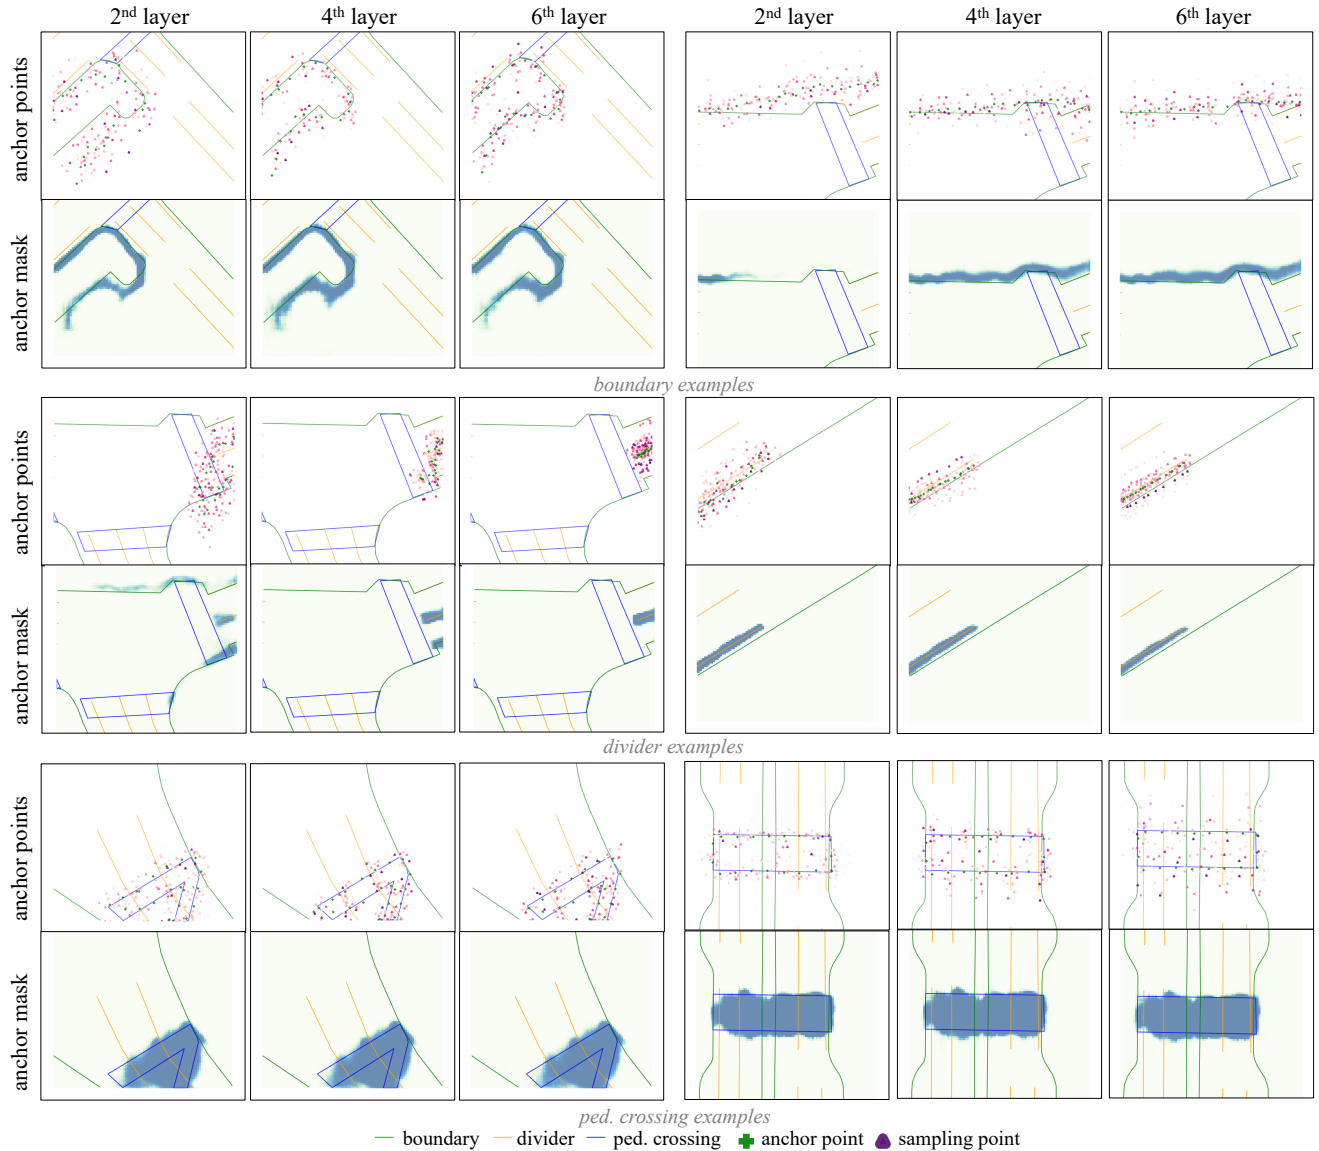 2nd layer 4th layer 6th layer 2nd layer 4th layer 6th layer
anchor points
anchor mask
boundary examples
anchor points
anchor mask
divider examples
anchor points
anchor mask
ped. crossing examples
boundary divider ped. crossing anchor point sampling point